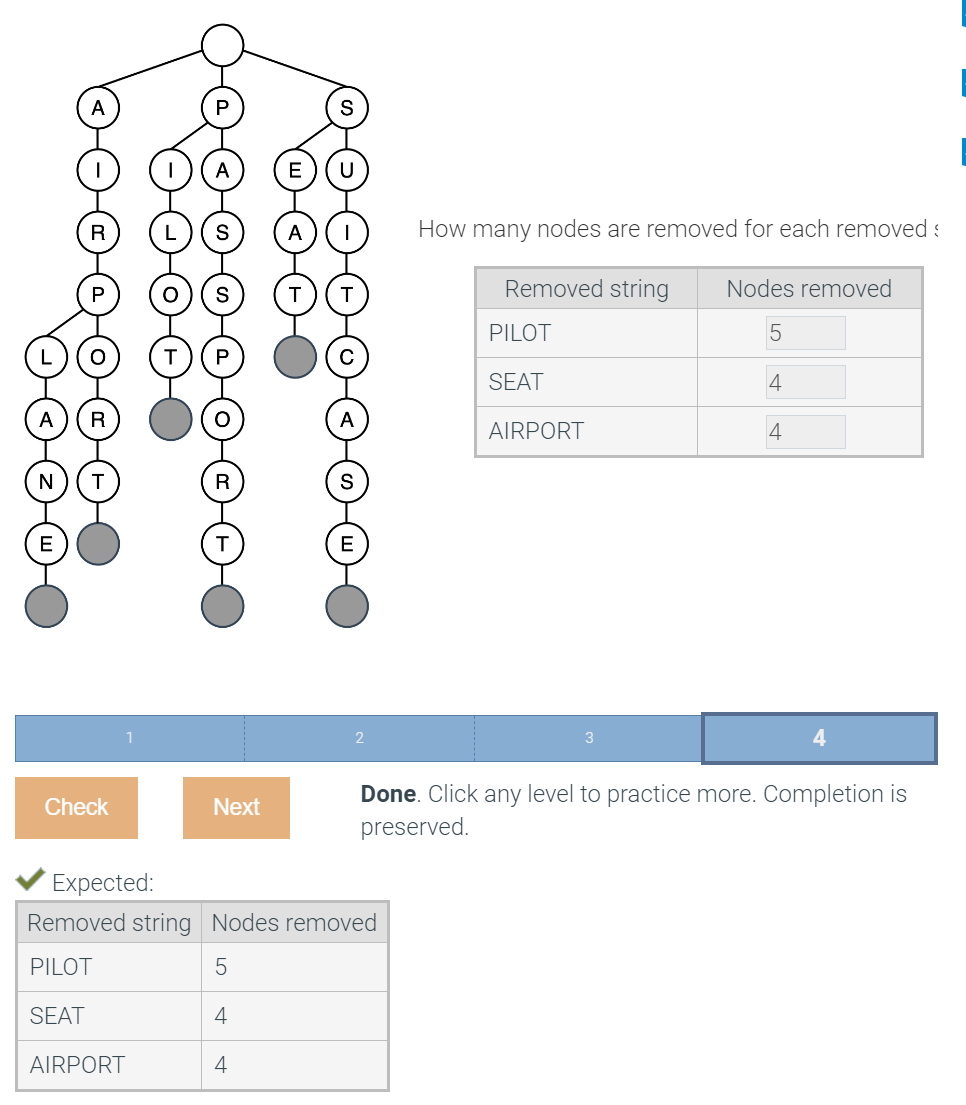 A P S
I I A E U
R L S A I
P O S T T
L O T P C
A R O A
N T R S
E T E
How many nodes are removed for each removed
Removed string Nodes removed
PILOT 5
SEAT 4
AIRPORT 4
1 2 3 4
Check Next Done. Click any level to practice more. Completion is
preserved.
Expected:
Removed string Nodes removed
PILOT 5
SEAT 4
AIRPORT 4